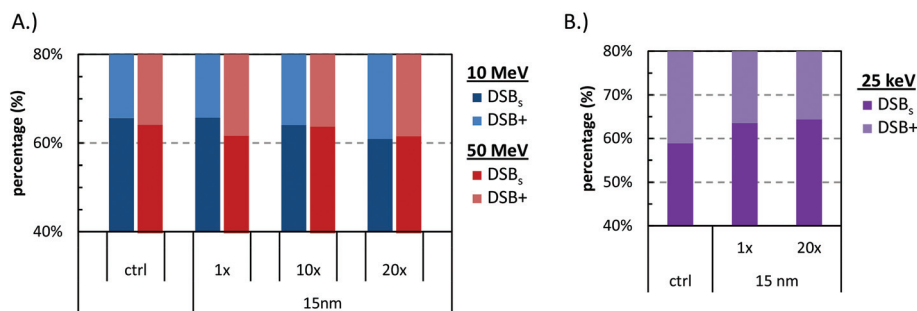 A.)
80%
60%
40%
percentage (%)
ctrl
1x
10x
20x
15nm
10 MeV
DSBs
DSB+
50 MeV
DSBs
DSB+
B.)
80%
70%
60%
50%
40%
percentage (%)
1x
20x
ctrl
15 nm
25 keV
DSBs
DSB+